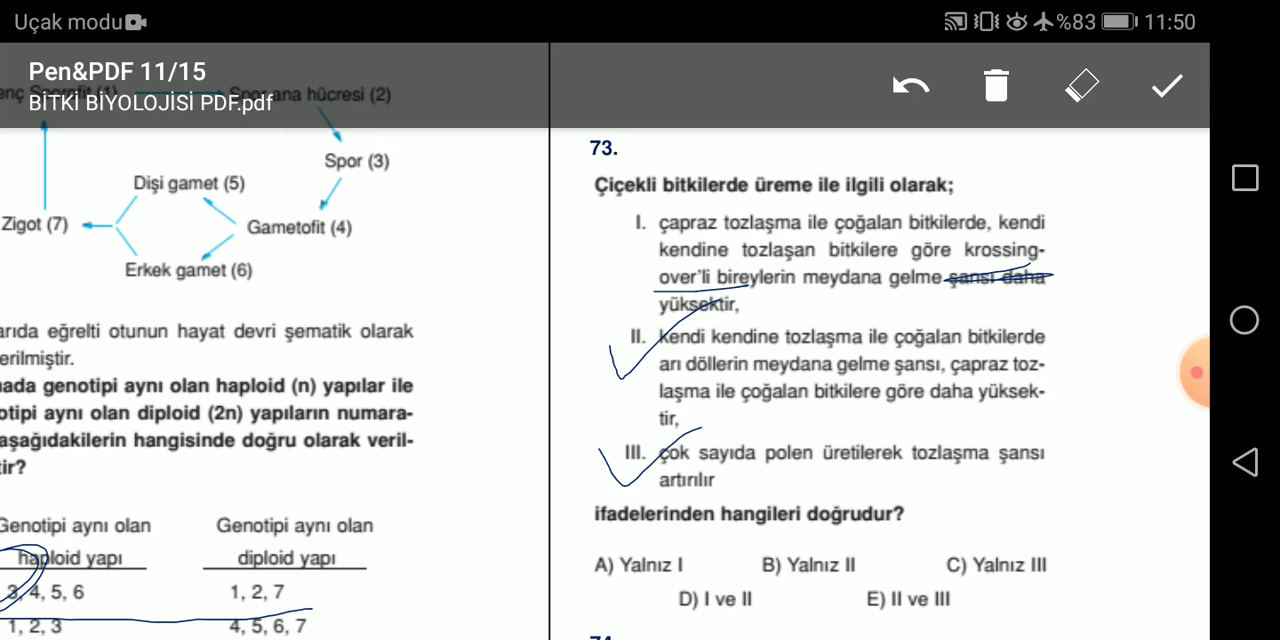 Uçak modu
%83 11:50
Pen&PDF 11/15
BİTKİ BİYOLOJİSİ PDF.pdf
Spor ana hücresi (2)
Spor (3)
Dişi gamet (5)
Zigot (7)
Gametofit (4)
Erkek gamet (6)
arıda eğrelti otunun hayat devri şematik olarak
erilmiştir.
nada genotipi aynı olan haploid (n) yapılar ile
otipi aynı olan diploid (2n) yapıların numara-
aşağıdakilerin hangisinde doğru olarak veril-
tir?
Genotipi aynı olan
haploid yapı
Genotipi aynı olan
diploid yapı
3, 4, 5, 6
1, 2, 7
1, 2, 3
4, 5, 6, 7
73.
Çiçekli bitkilerde üreme ile ilgili olarak;
I. çapraz tozlaşma ile çoğalan bitkilerde, kendi
kendine tozlaşan bitkilere göre krossing-
over'li bireylerin meydana gelme şansı daha
yüksektir,
II. kendi kendine tozlaşma ile çoğalan bitkilerde
arı döllerin meydana gelme şansı, çapraz toz-
laşma ile çoğalan bitkilere göre daha yüksek-
tir,
III. çok sayıda polen üretilerek tozlaşma şansı
artırılır
ifadelerinden hangileri doğrudur?
A) Yalnız I B) Yalnız II C) Yalnız III
D) I ve II E) II ve III